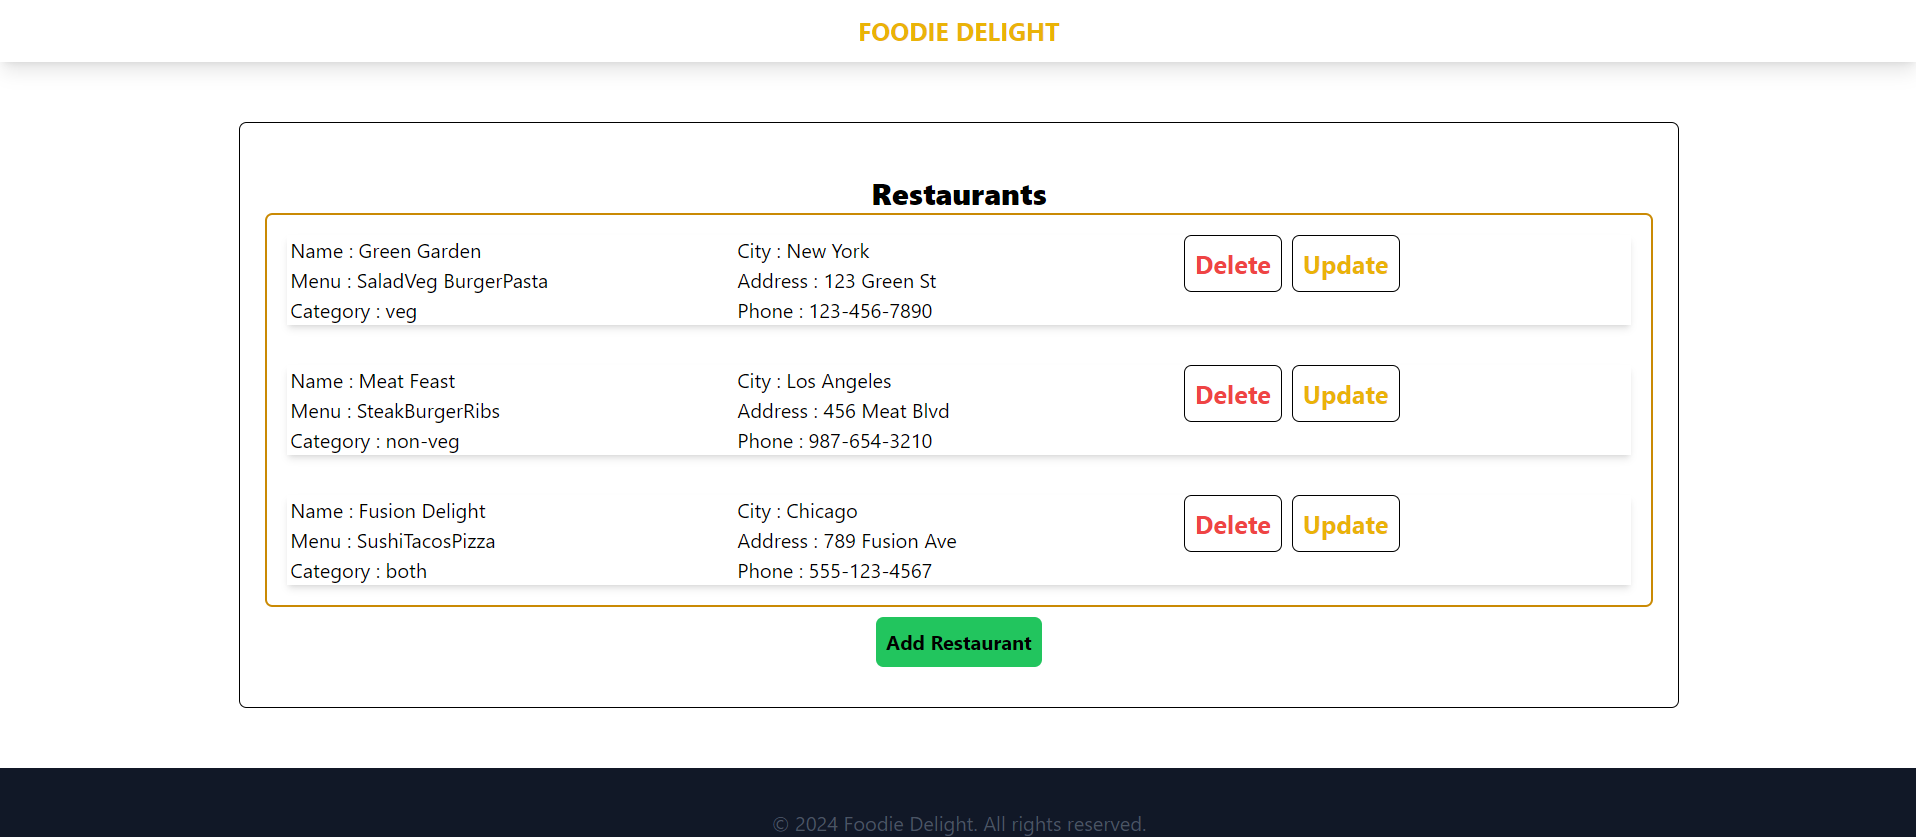 FOODIE DELIGHT
Restaurants
Name : Green Garden
Menu : SaladVeg BurgerPasta
Category : veg
City : New York
Address : 123 Green St
Phone : 123-456-7890
Delete
Update
Name : Meat Feast
Menu : SteakBurgerRibs
Category : non-veg
City : Los Angeles
Address : 456 Meat Blvd
Phone : 987-654-3210
Delete
Update
Name : Fusion Delight
Menu : SushiTacosPizza
Category : both
City : Chicago
Address : 789 Fusion Ave
Phone : 555-123-4567
Delete
Update
Add Restaurant
© 2024 Foodie Delight. All rights reserved.